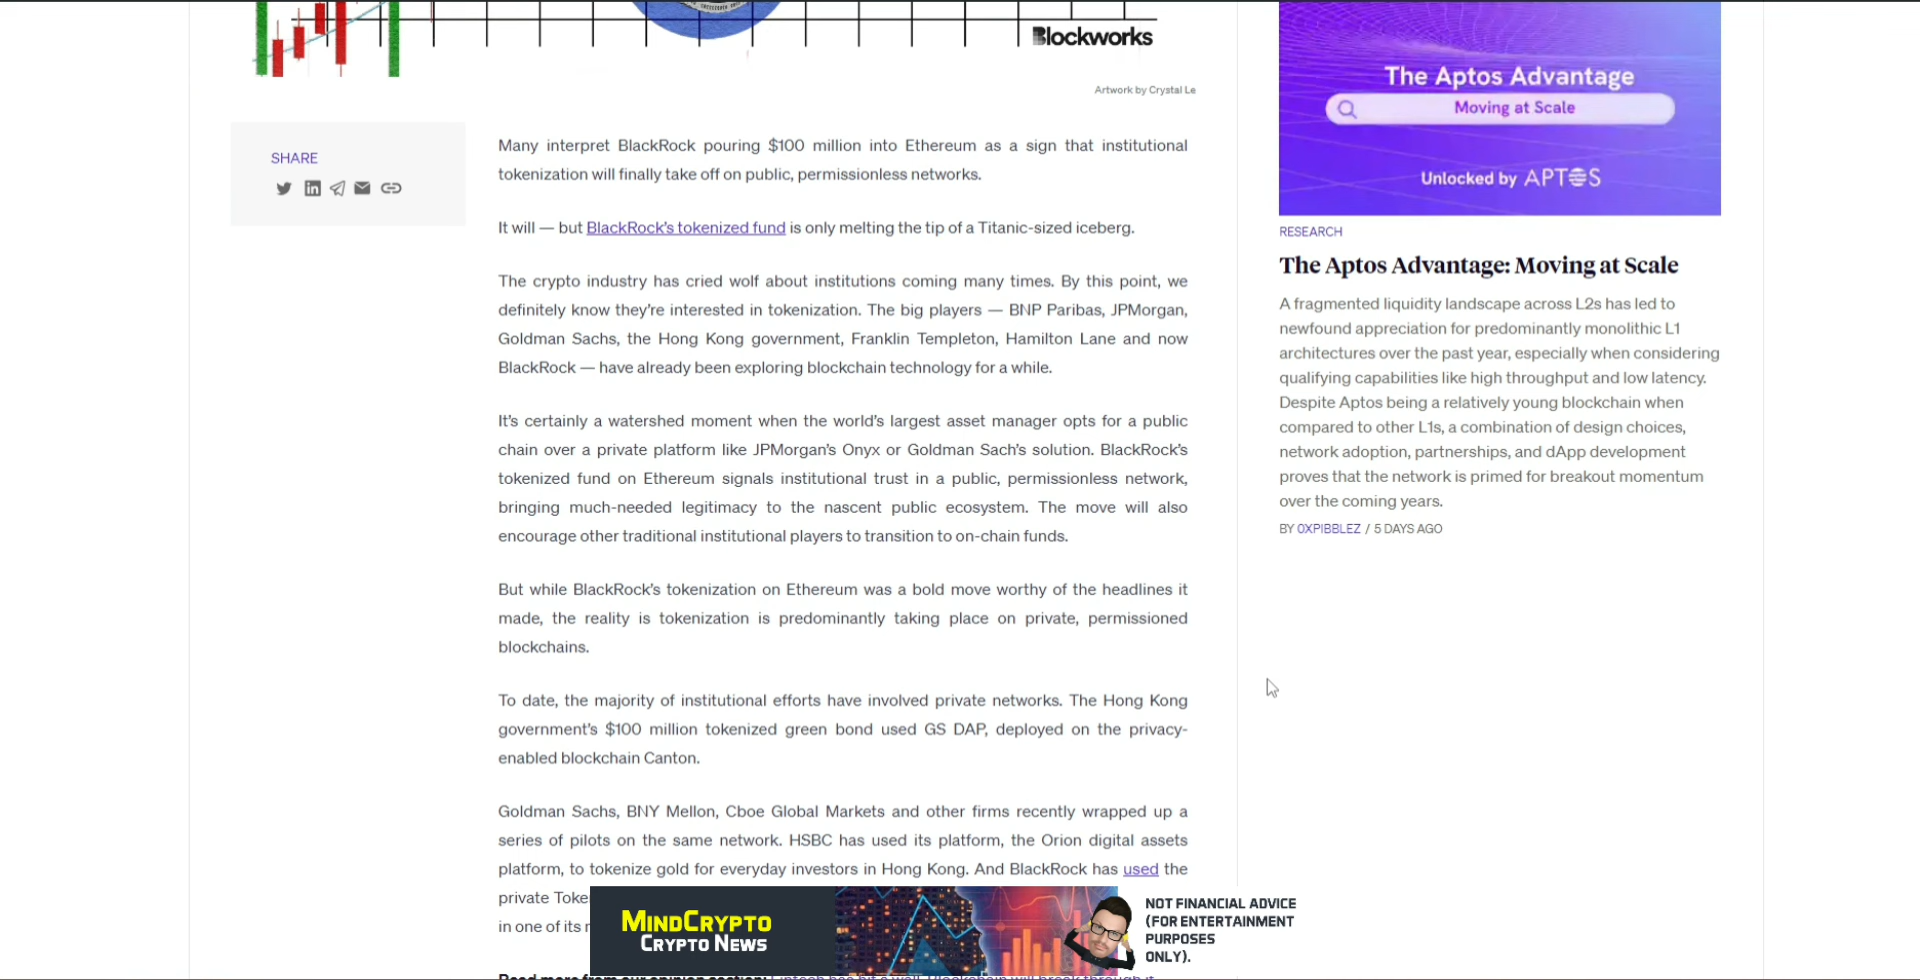 Blockworks
Artwork by Crystal Le
SHARE
Many interpret BlackRock pouring $100 million into Ethereum as a sign that institutional
tokenization will finally take off on public, permissionless networks.
It will — but BlackRock’s tokenized fund is only melting the tip of a Titanic-sized iceberg.
The crypto industry has cried wolf about institutions coming many times. By this point, we
definitely know they’re interested in tokenization. The big players — BNP Paribas, JPMorgan,
Goldman Sachs, the Hong Kong government, Franklin Templeton, Hamilton Lane and now
BlackRock — have already been exploring blockchain technology for a while.
It’s certainly a watershed moment when the world’s largest asset manager opts for a public
chain over a private platform like JPMorgan’s Onyx or Goldman Sach’s solution. BlackRock’s
tokenized fund on Ethereum signals institutional trust in a public, permissionless network,
bringing much-needed legitimacy to the nascent public ecosystem. The move will also
encourage other traditional institutional players to transition to on-chain funds.
But while BlackRock’s tokenization on Ethereum was a bold move worthy of the headlines it
made, the reality is tokenization is predominantly taking place on private, permissioned
blockchains.
To date, the majority of institutional efforts have involved private networks. The Hong Kong
government’s $100 million tokenized green bond used GS DAP, deployed on the privacy-
enabled blockchain Canton.
Goldman Sachs, BNY Mellon, Cboe Global Markets and other firms recently wrapped up a
series of pilots on the same network. HSBC has used its platform, the Orion digital assets
platform, to tokenize gold for everyday investors in Hong Kong. And BlackRock has used the
private Toke
in one of its
The Aptos Advantage
Moving at Scale
Unlocked by APTOS
RESEARCH
The Aptos Advantage: Moving at Scale
A fragmented liquidity landscape across L2s has led to
newfound appreciation for predominantly monolithic L1
architectures over the past year, especially when considering
qualifying capabilities like high throughput and low latency.
Despite Aptos being a relatively young blockchain when
compared to other L1s, a combination of design choices,
network adoption, partnerships, and dApp development
proves that the network is primed for breakout momentum
over the coming years.
BY 0XPIBBLEZ / 5 DAYS AGO
MINDCRYPTO
CRYPTO NEWS
NOT FINANCIAL ADVICE
(FOR ENTERTAINMENT
PURPOSES
ONLY).